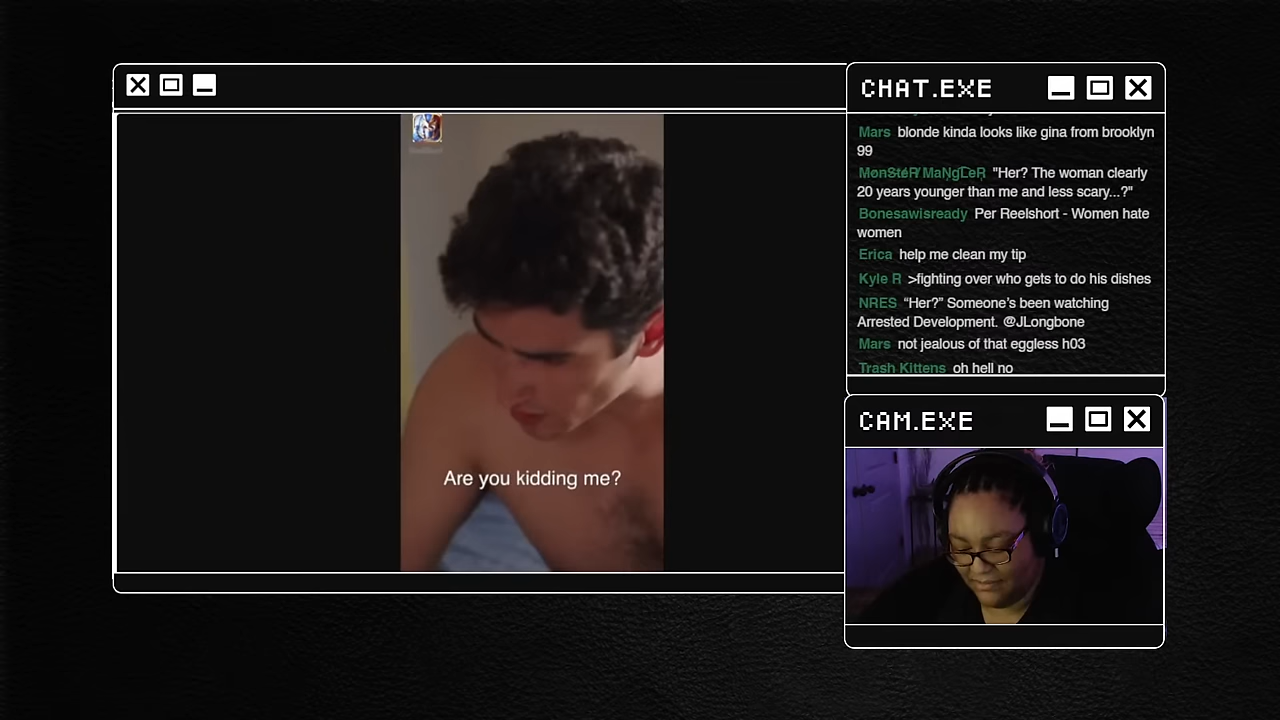 CHAT.EXE
Mars blonde kinda looks like gina from brooklyn
99
MonSteR MaNgLeR "Her? The woman clearly
20 years younger than me and less scary...?"
Bonesawisready Per Reelshort - Women hate
women
Erica help me clean my tip
Kyle R >fighting over who gets to do his dishes
NRES “Her?” Someone’s been watching
Arrested Development. @JLongbone
Mars not jealous of that eggless h03
Trash Kittens oh hell no
CAM.EXE
Are you kidding me?